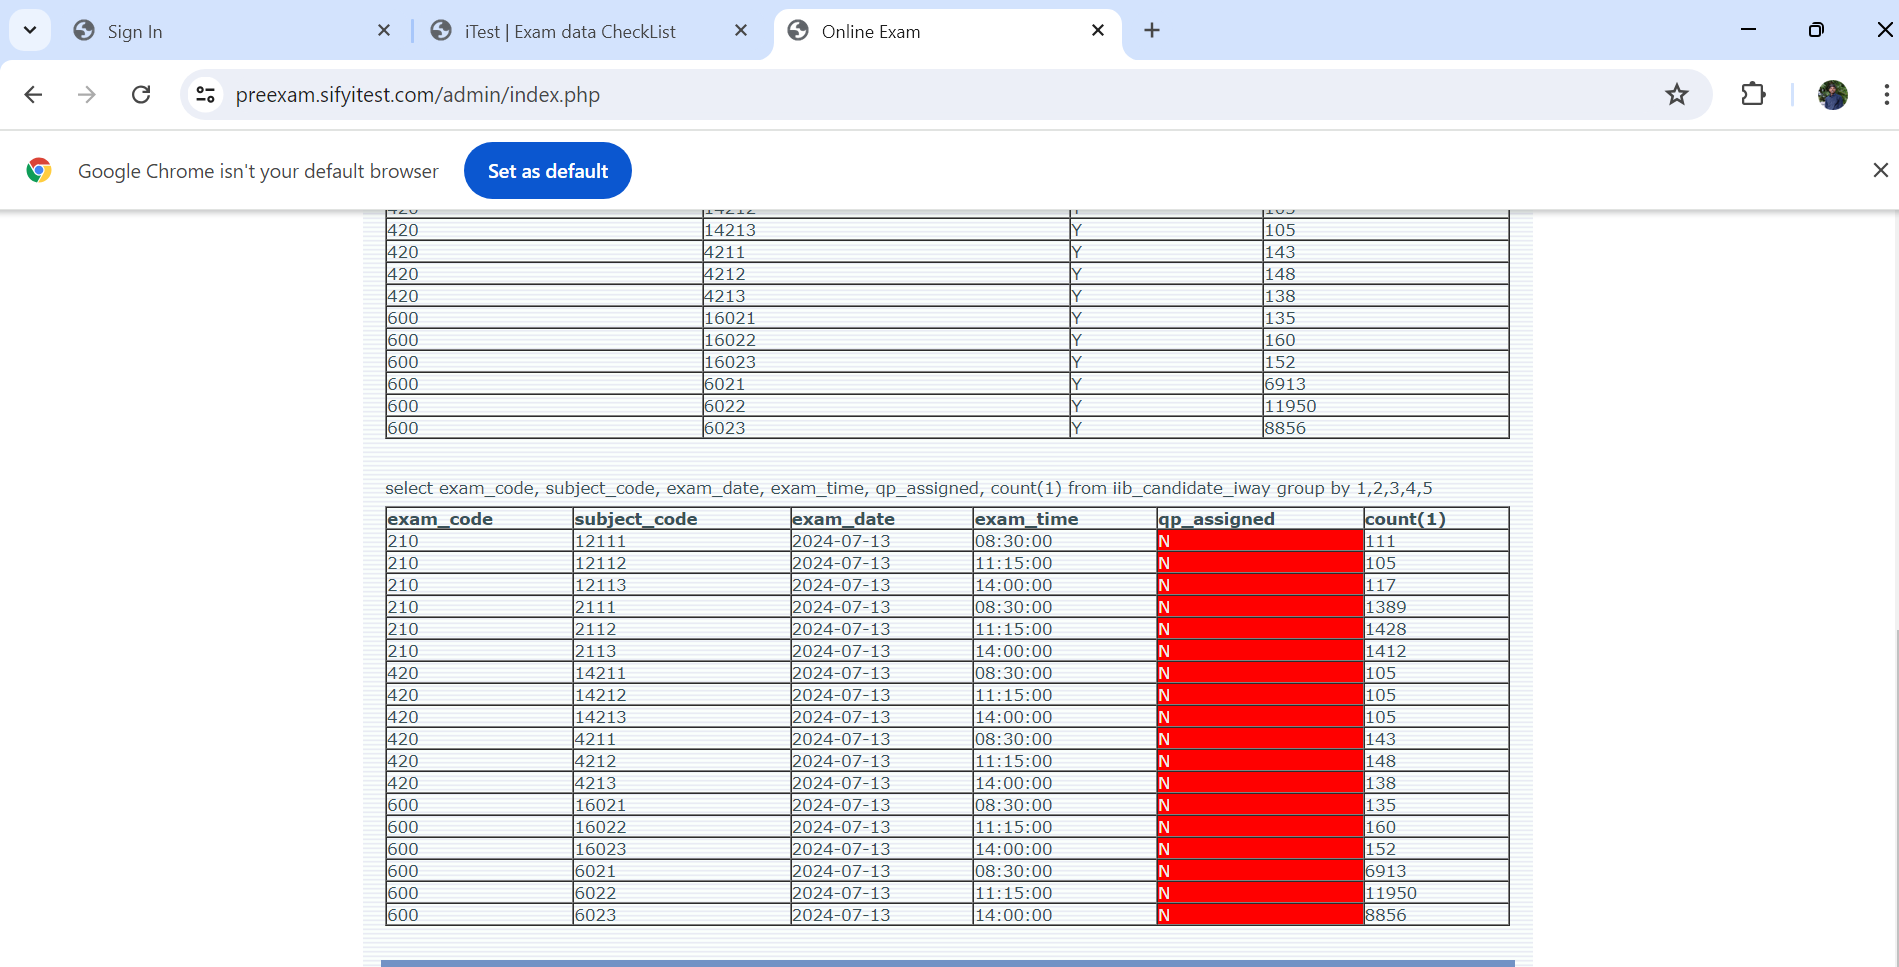 Sign In
iTest | Exam data CheckList
Online Exam
preexam.sifyitest.com/admin/index.php
Google Chrome isn't your default browser Set as default
420 14212 Y 105
420 14213 Y 105
420 4211 Y 143
420 4212 Y 148
420 4213 Y 138
600 16021 Y 135
600 16022 Y 160
600 16023 Y 152
600 6021 Y 6913
600 6022 Y 11950
600 6023 Y 8856
select exam_code, subject_code, exam_date, exam_time, qp_assigned, count(1) from iib_candidate_iway group by 1,2,3,4,5
exam_code subject_code exam_date exam_time qp_assigned count(1)
210 12111 2024-07-13 08:30:00 N 111
210 12112 2024-07-13 11:15:00 N 105
210 12113 2024-07-13 14:00:00 N 117
210 2111 2024-07-13 08:30:00 N 1389
210 2112 2024-07-13 11:15:00 N 1428
210 2113 2024-07-13 14:00:00 N 1412
420 14211 2024-07-13 08:30:00 N 105
420 14212 2024-07-13 11:15:00 N 105
420 14213 2024-07-13 14:00:00 N 105
420 4211 2024-07-13 08:30:00 N 143
420 4212 2024-07-13 11:15:00 N 148
420 4213 2024-07-13 14:00:00 N 138
600 16021 2024-07-13 08:30:00 N 135
600 16022 2024-07-13 11:15:00 N 160
600 16023 2024-07-13 14:00:00 N 152
600 6021 2024-07-13 08:30:00 N 6913
600 6022 2024-07-13 11:15:00 N 11950
600 6023 2024-07-13 14:00:00 N 8856